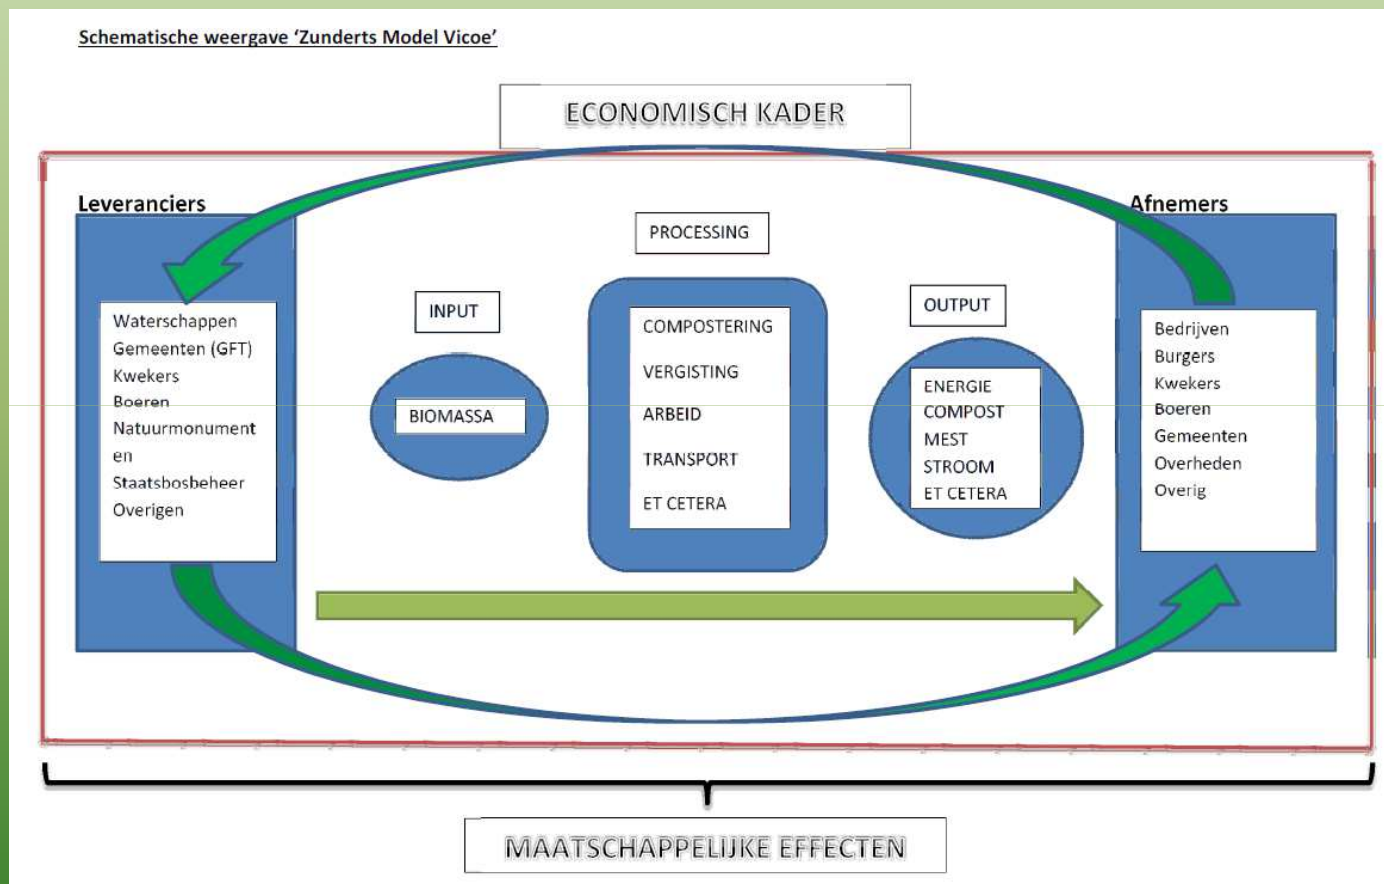 Schematische weergave ‘Zunderts Model Vicoe’
ECONOMISCH KADER
Leveranciers
Waterschappen
Gemeenten (GFT)
Kwekers
Boeren
Natuurmonument
en
Staatsbosbeheer
Overigen
INPUT
BIOMASSA
PROCESSING
COMPOSTERING
VERGISTING
ARBEID
TRANSPORT
ET CETERA
OUTPUT
ENERGIE
COMPOST
MEST
STROOM
ET CETERA
Afnemers
Bedrijven
Burgers
Kwekers
Boeren
Gemeenten
Overheden
Overig
MAATSCHAPPELIJKE EFFECTEN